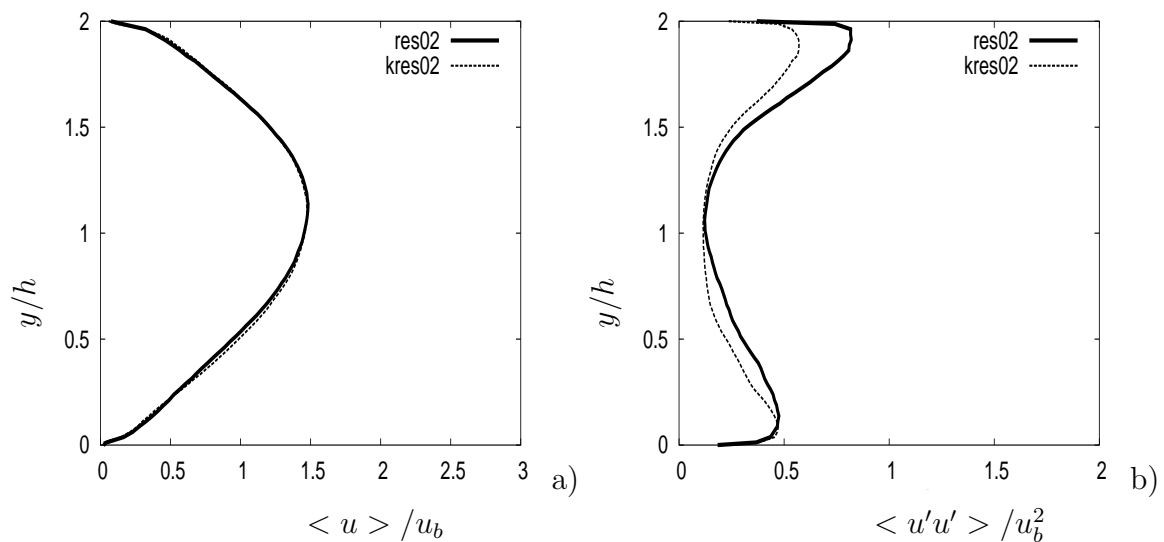 2
1.5
1
0.5
0
y/h
res02
kres02
0 0.5 1 1.5 2 2.5 3
a)
< u > /u_b
2
1.5
1
0.5
0
y/h
res02
kres02
0 0.5 1 1.5 2
b)
< u'u' > /u_b^2